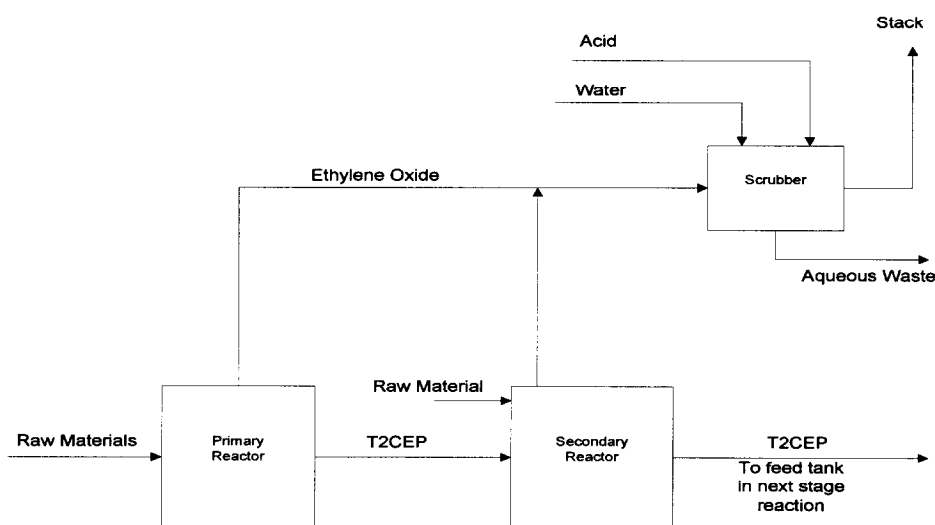 Stack
Acid
Water
Ethylene Oxide
Scrubber
Aqueous Waste
Raw Material
Raw Materials
Primary
Reactor
T2CEP
Secondary
Reactor
T2CEP
To feed tank
in next stage
reaction